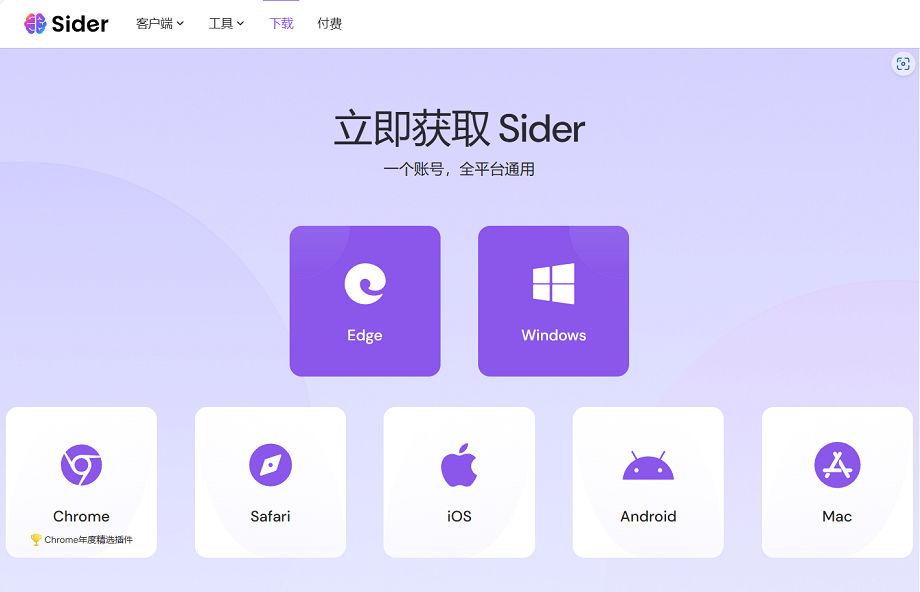 Sider 客户端 工具 下载 付费
立即获取 Sider
一个账号，全平台通用
Edge Windows
Chrome Safari iOS Android Mac
🏆 Chrome年度精选插件